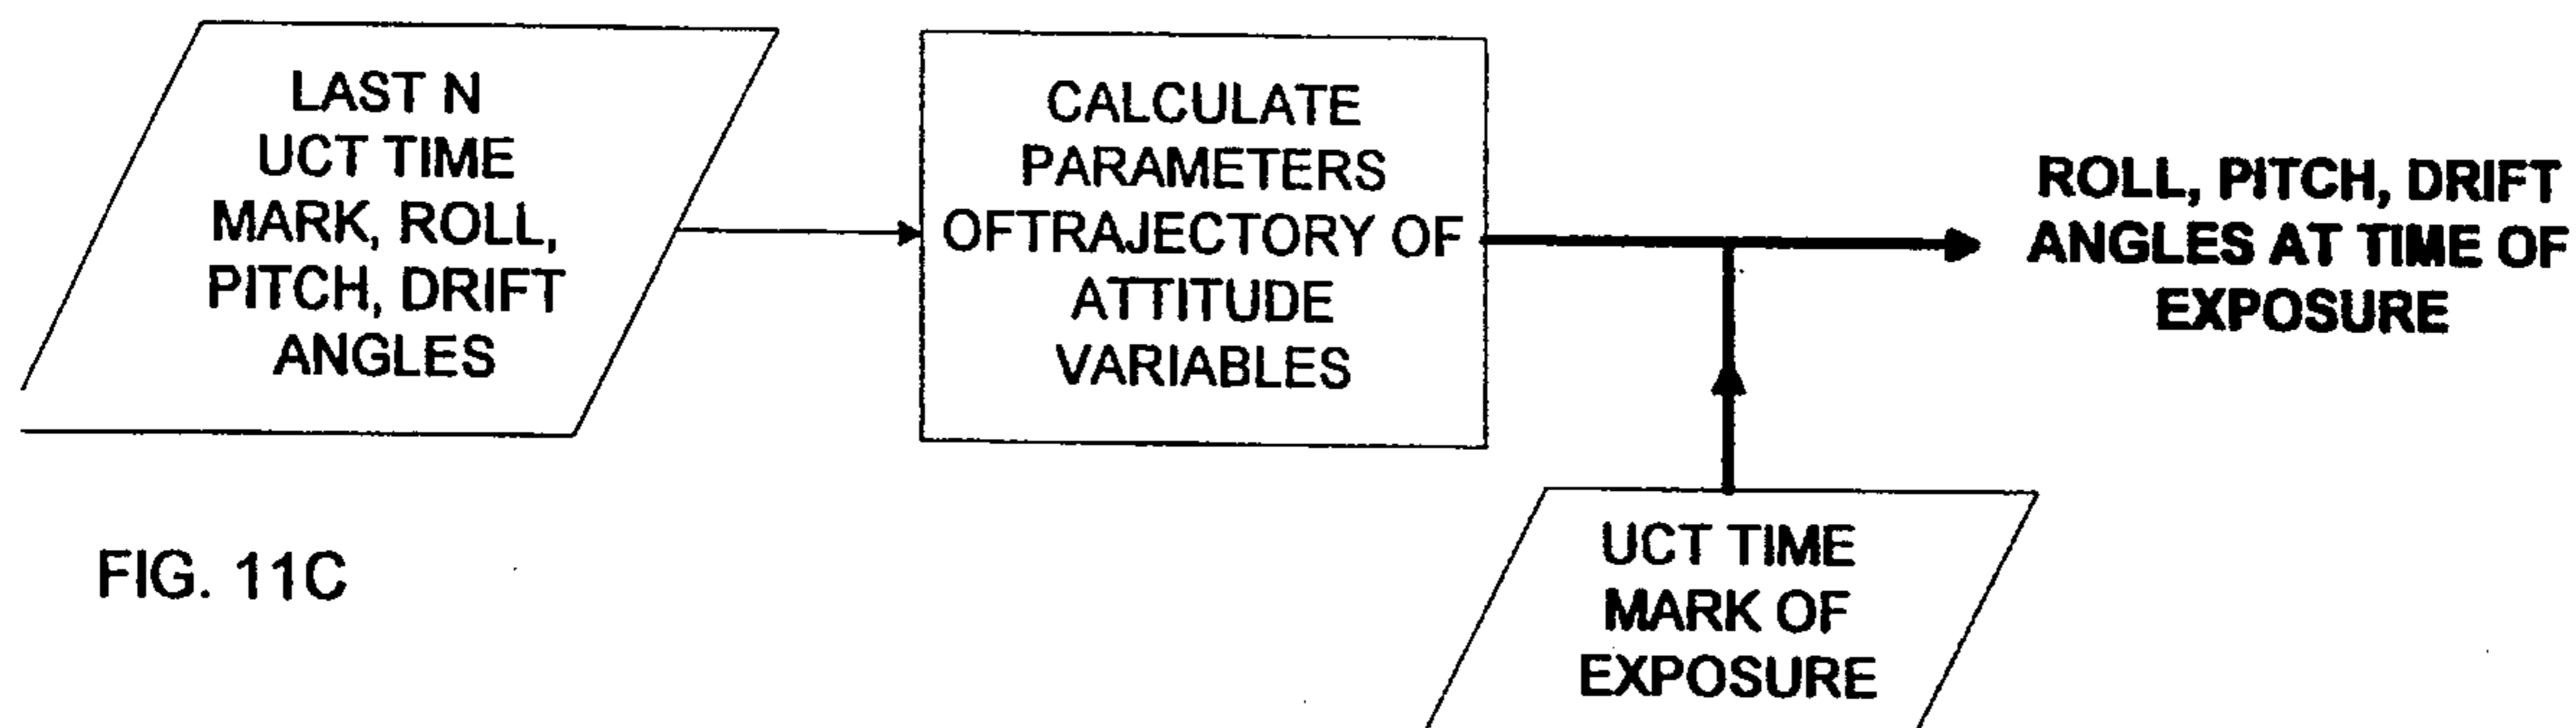 LAST N
UCT TIME
MARK, ROLL,
PITCH, DRIFT
ANGLES
CALCULATE
PARAMETERS
OFTRAJECTORY OF
ATTITUDE
VARIABLES
ROLL, PITCH, DRIFT
ANGLES AT TIME OF
EXPOSURE
UCT TIME
MARK OF
EXPOSURE
FIG. 11C